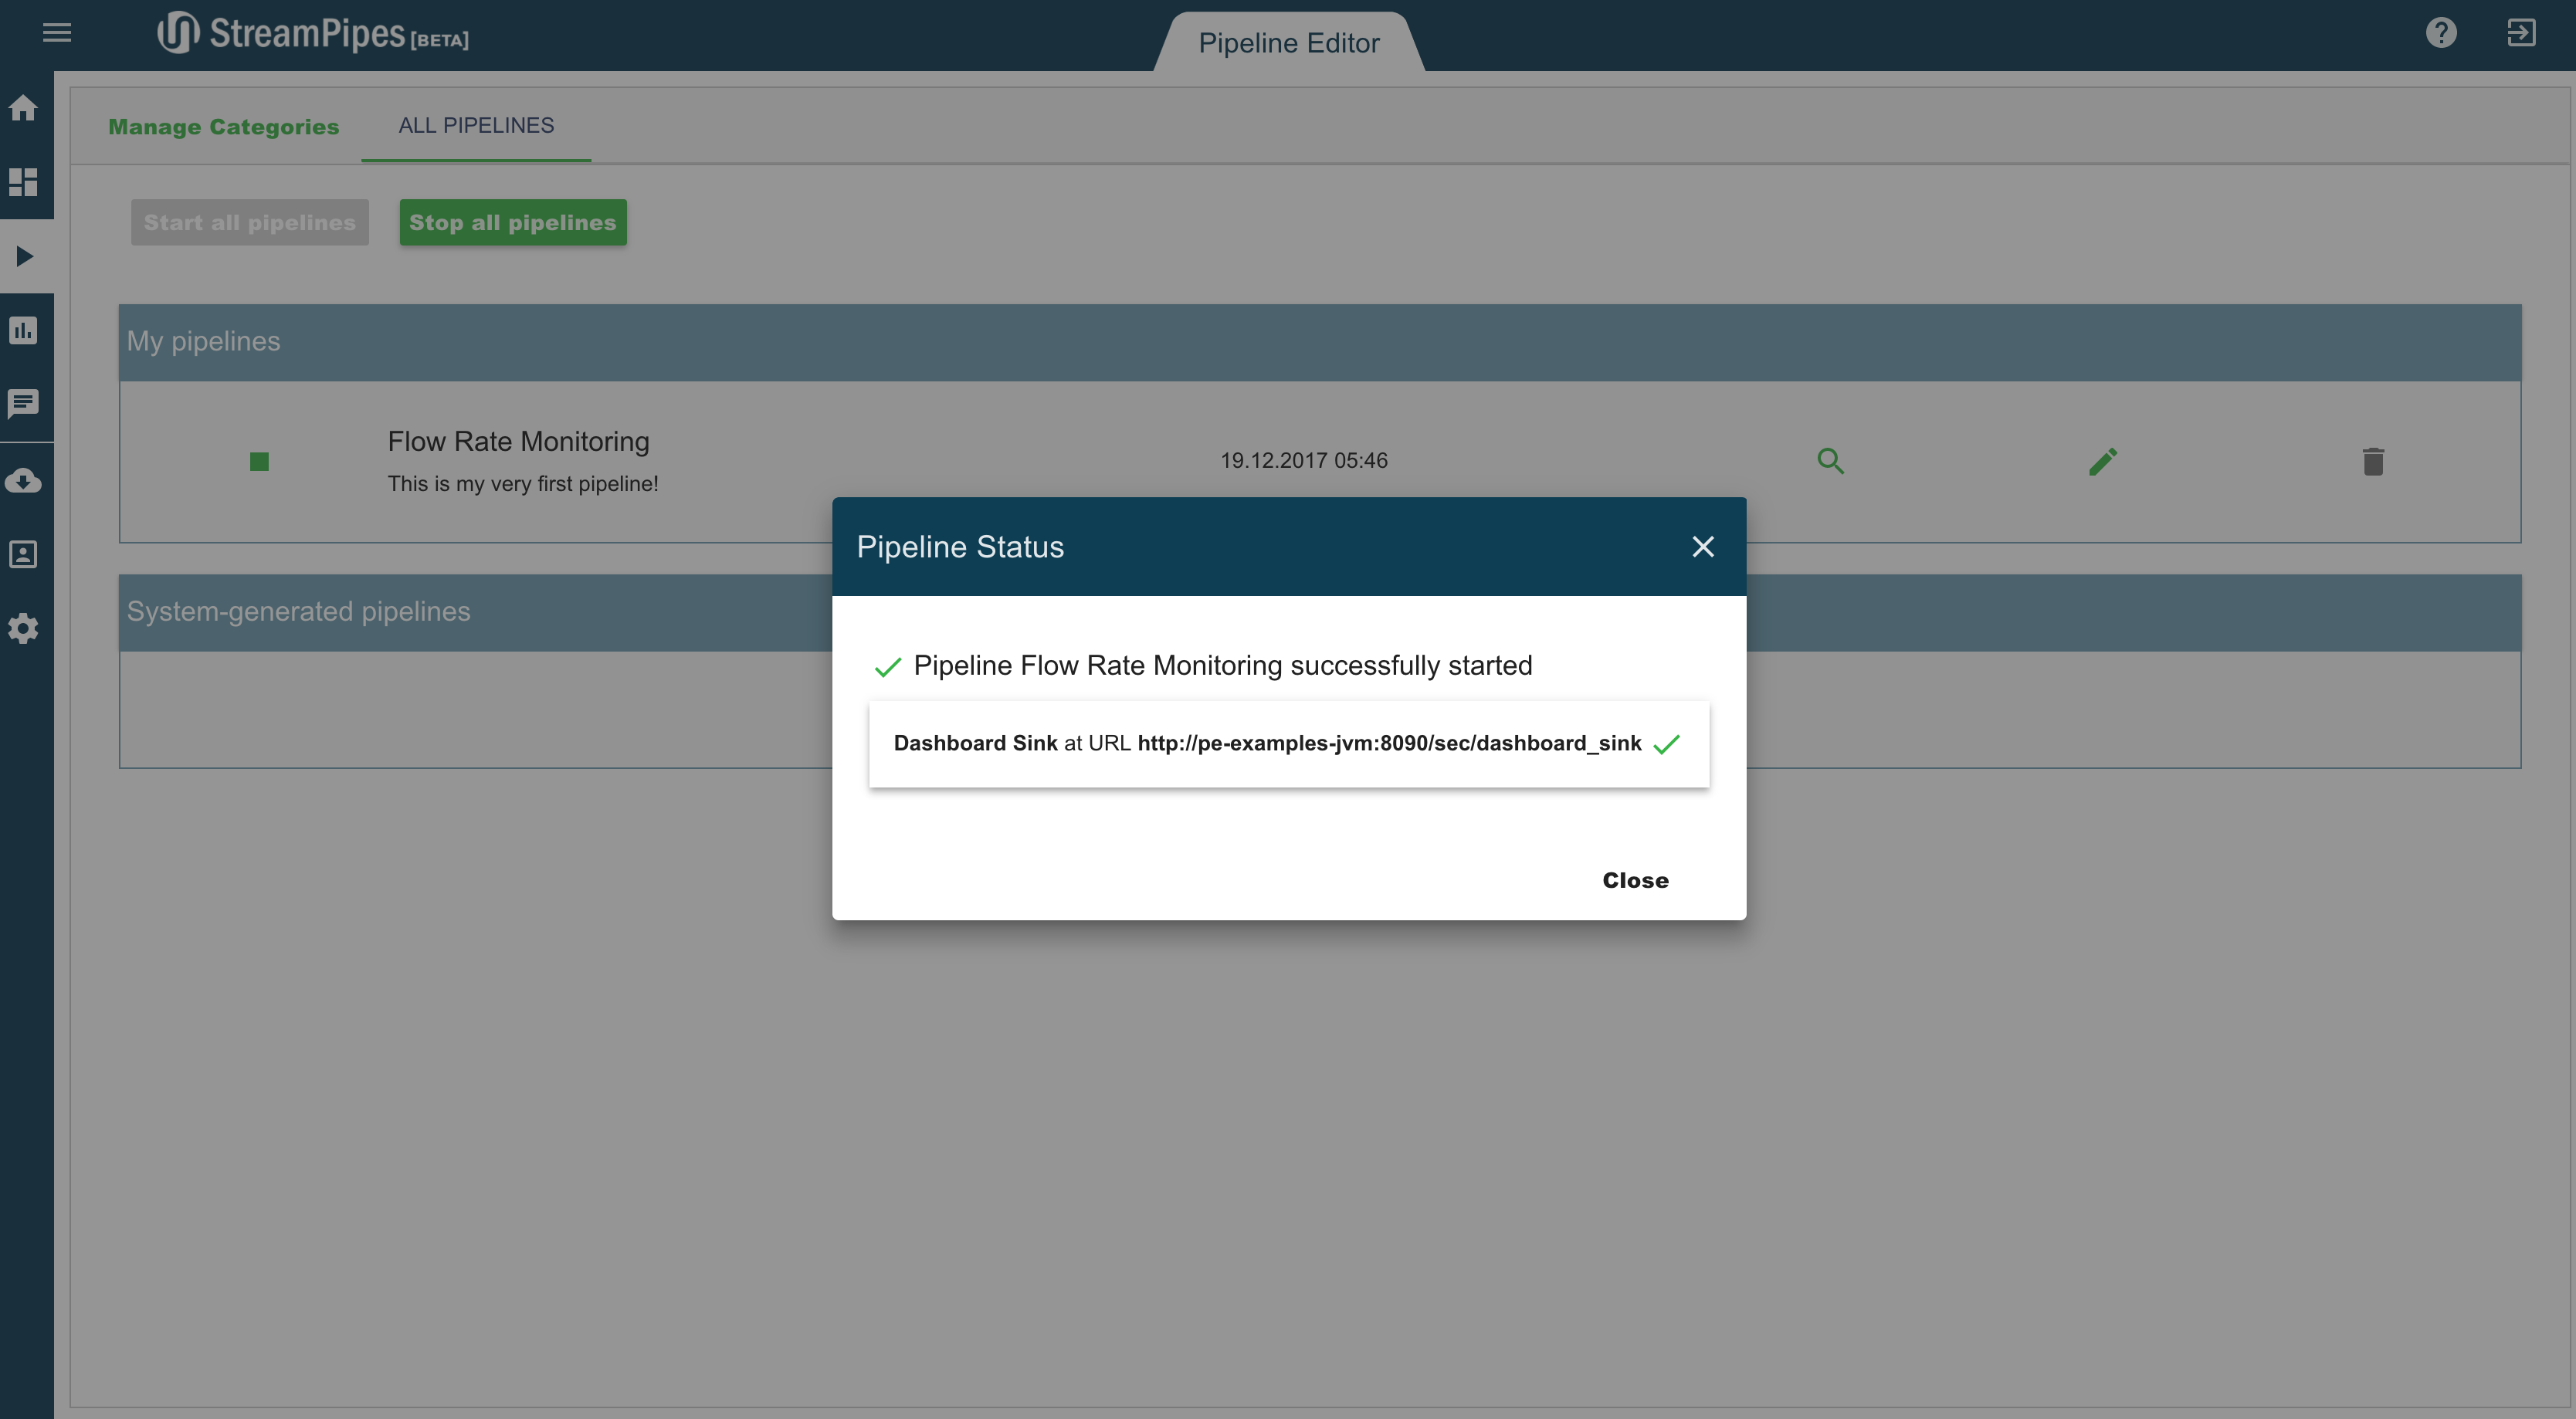 StreamPipes [BETA]
Pipeline Editor
Manage Categories
ALL PIPELINES
Start all pipelines
Stop all pipelines
My pipelines
Flow Rate Monitoring
This is my very first pipeline!
19.12.2017 05:46
System-generated pipelines
Pipeline Status
Pipeline Flow Rate Monitoring successfully started
Dashboard Sink at URL http://pe-examples-jvm:8090/sec/dashboard_sink
Close